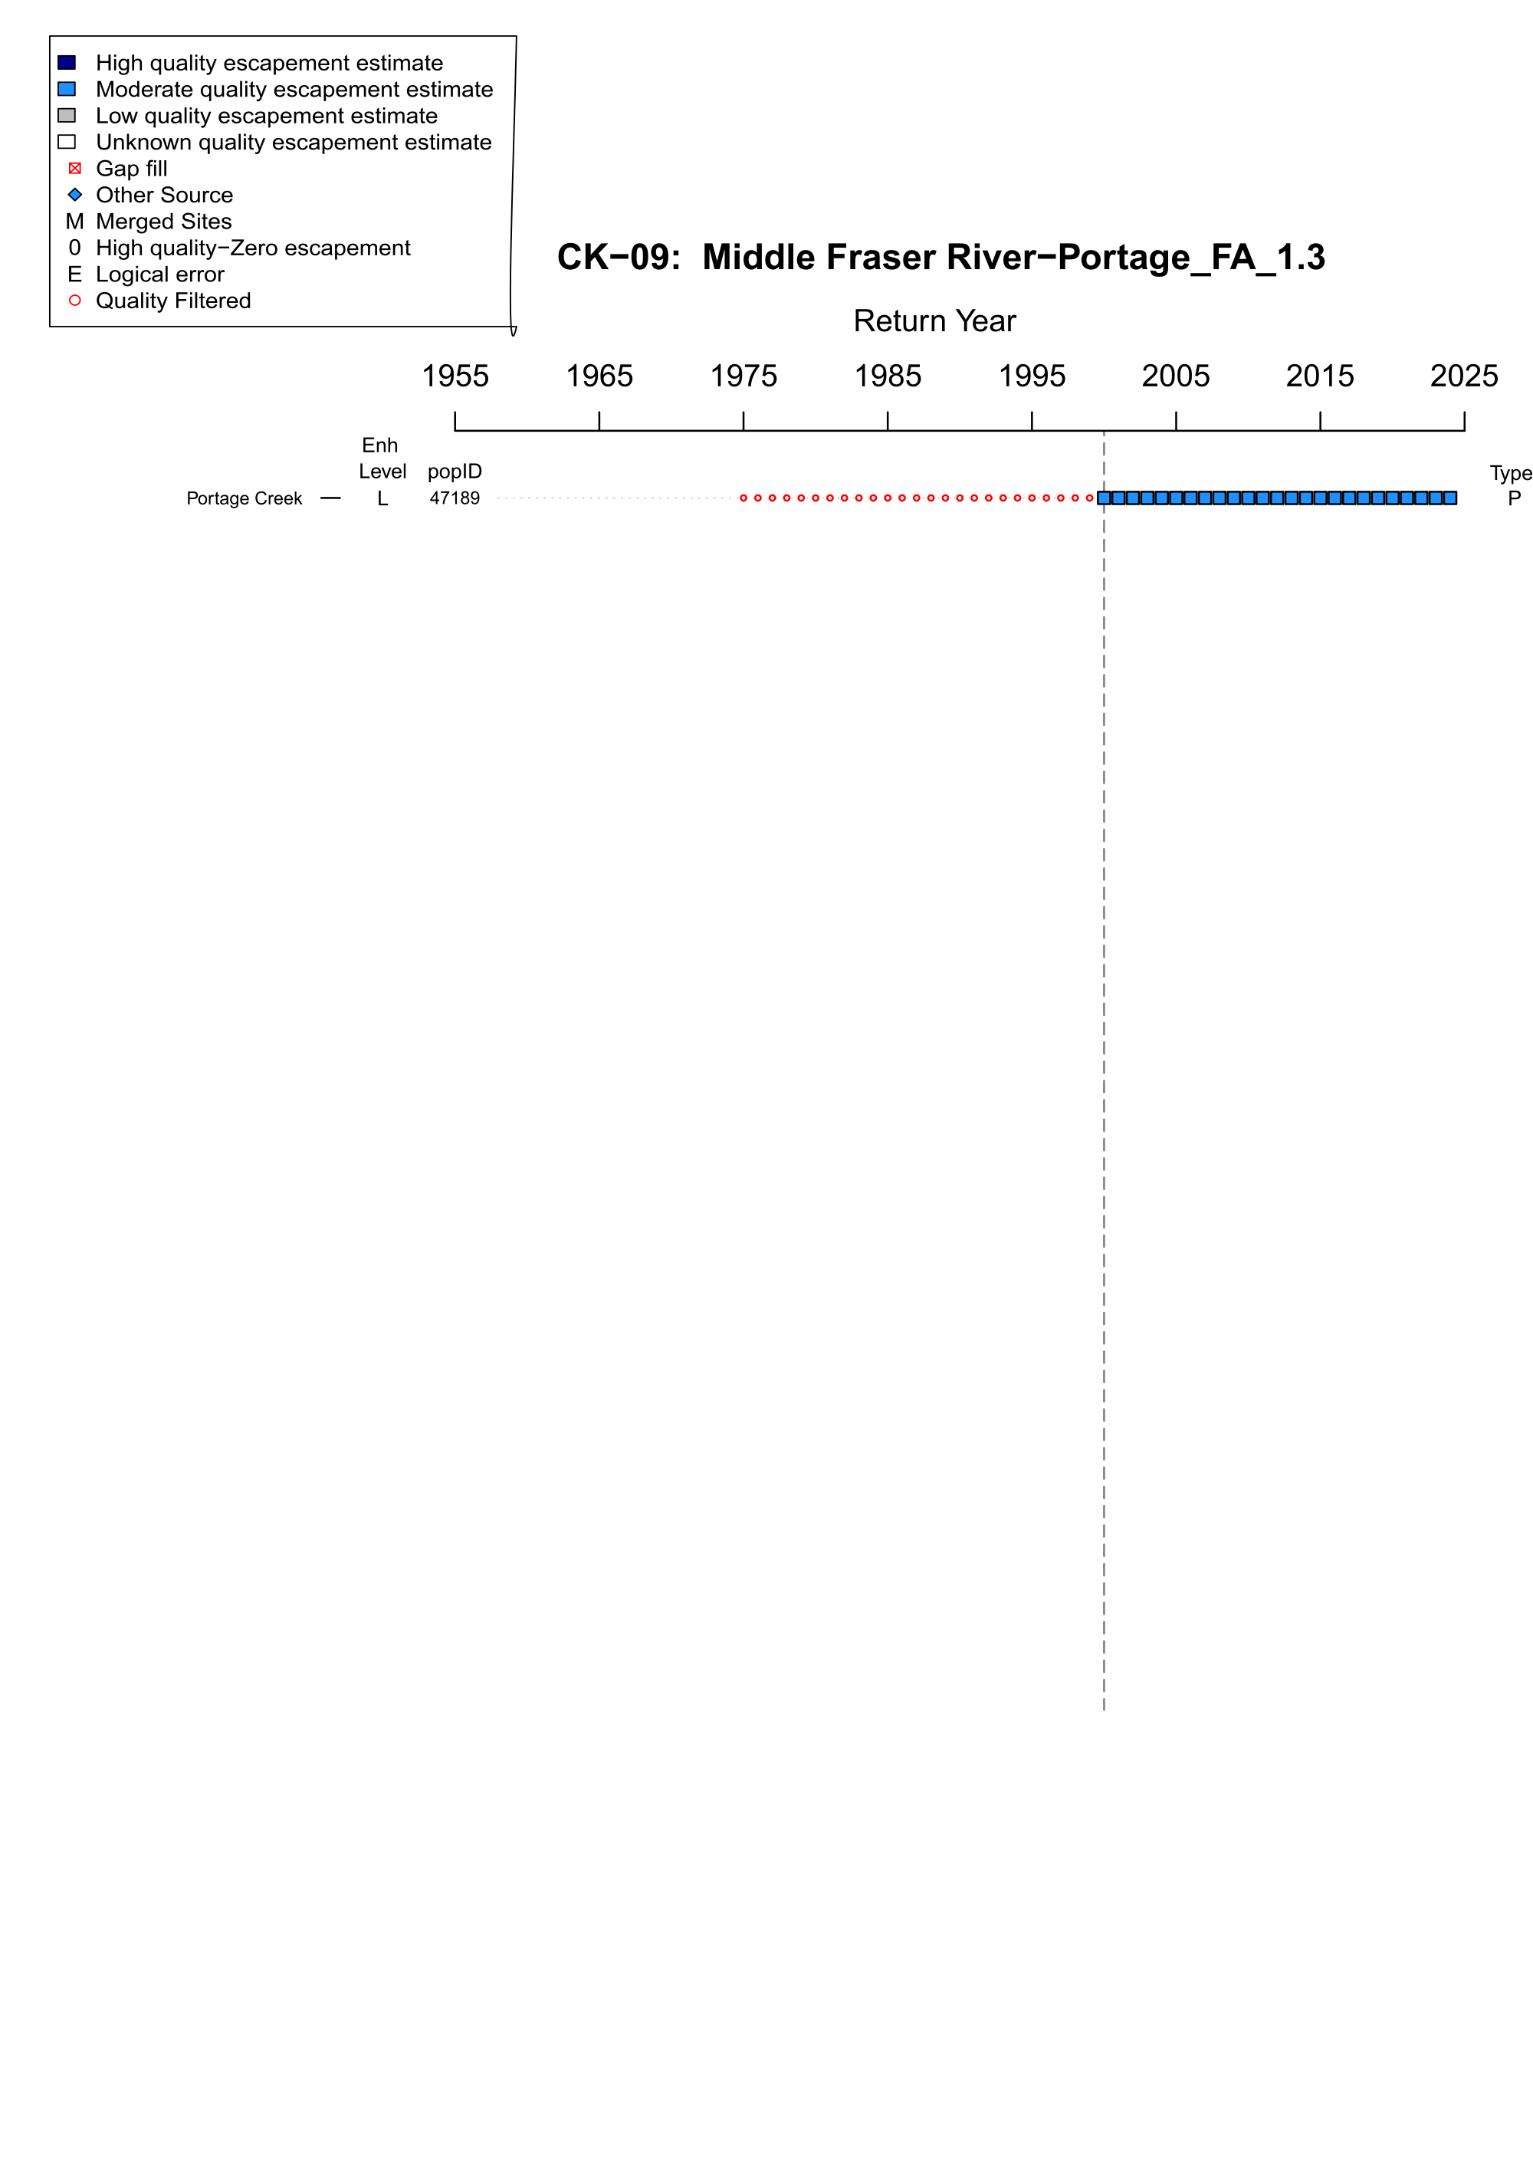 High quality escapement estimate
Moderate quality escapement estimate
Low quality escapement estimate
Unknown quality escapement estimate
Gap fill
Other Source
M Merged Sites
0 High quality−Zero escapement
E Logical error
Quality Filtered
CK−09: Middle Fraser River−Portage_FA_1.3
Return Year
1955 1965 1975 1985 1995 2005 2015 2025
Enh
Level popID
Type
Portage Creek — L 47189 P